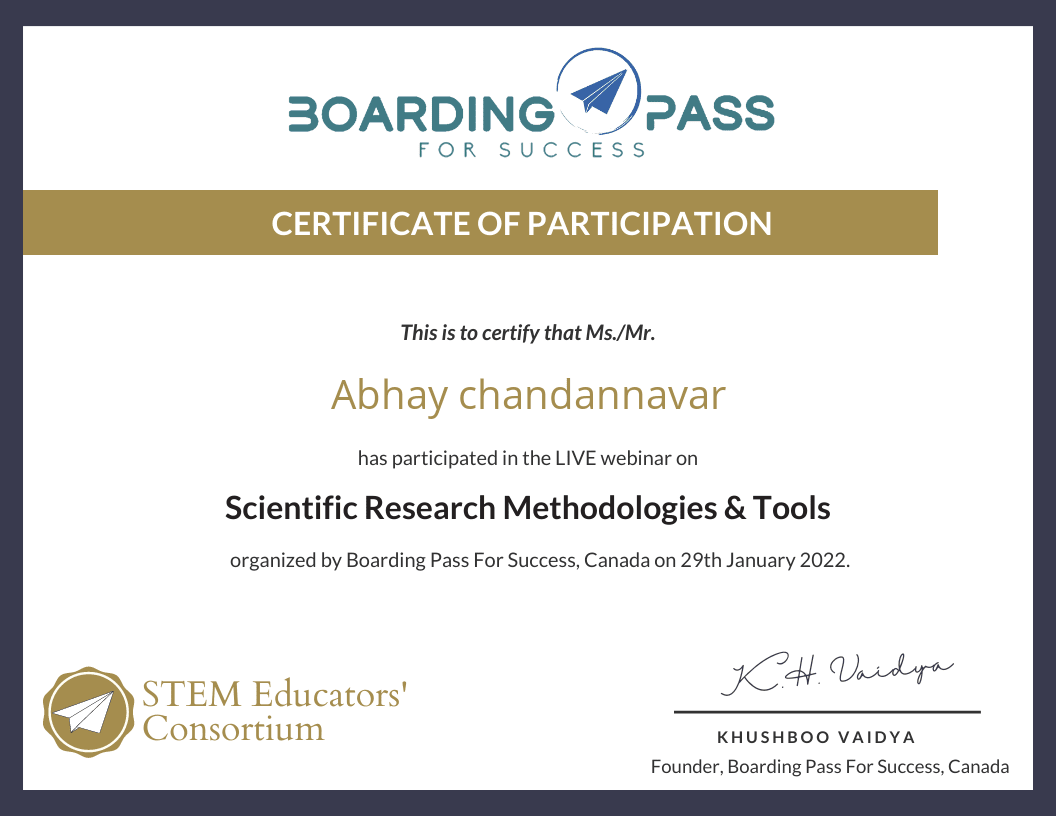 BOARDING PASS
FOR SUCCESS
CERTIFICATE OF PARTICIPATION
This is to certify that Ms./Mr.
Abhay chandannavar
has participated in the LIVE webinar on
Scientific Research Methodologies & Tools
organized by Boarding Pass For Success, Canada on 29th January 2022.
STEM Educators'
Consortium
K.H. Vaidya
KHUSHBOO VAIDYA
Founder, Boarding Pass For Success, Canada